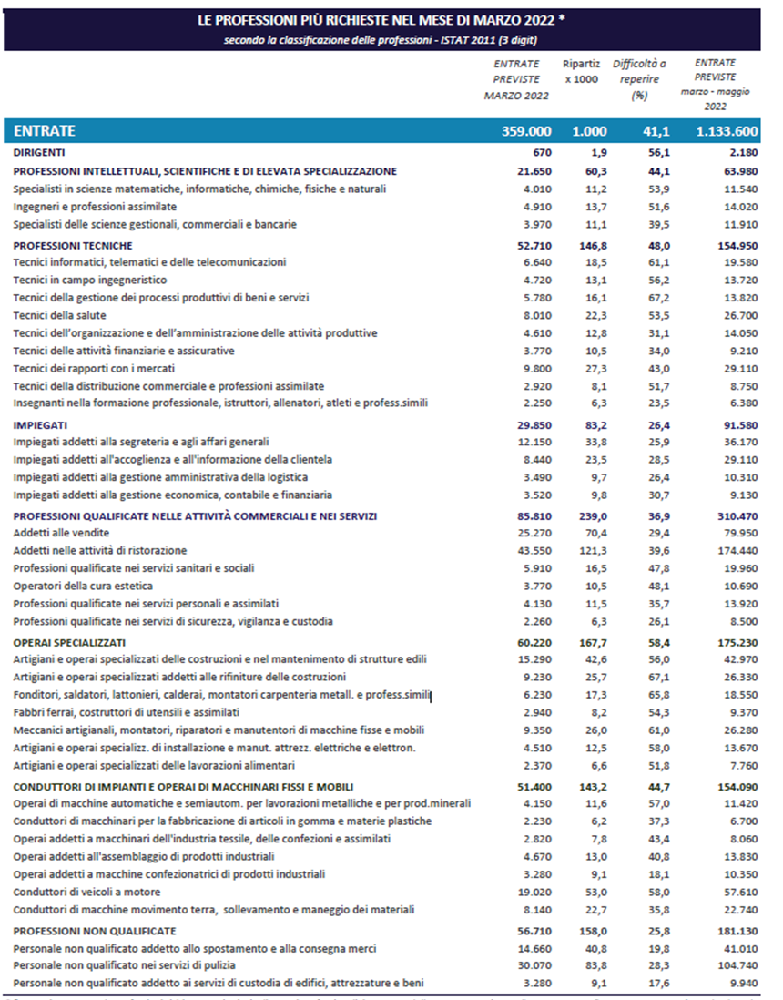 LE PROFESSIONI PIÙ RICHIESTE NEL MESE DI MARZO 2022 *
secondo la classificazione delle professioni - ISTAT 2011 (3 digit)
ENTRATE PREVISTE MARZO 2022 Ripartiz x 1000 Difficoltà a reperire (%) ENTRATE PREVISTE marzo - maggio 2022
ENTRATE 359.000 1.000 41,1 1.133.600
DIRIGENTI 670 1,9 56,1 2.180
PROFESSIONI INTELLETTUALI, SCIENTIFICHE E DI ELEVATA SPECIALIZZAZIONE 21.650 60,3 44,1 63.980
Specialisti in scienze matematiche, informatiche, chimiche, fisiche e naturali 4.010 11,2 53,9 11.540
Ingegneri e professioni assimilate 4.910 13,7 51,6 14.020
Specialisti delle scienze gestionali, commerciali e bancarie 3.970 11,1 39,5 11.910
PROFESSIONI TECNICHE 52.710 146,8 48,0 154.950
Tecnici informatici, telematici e delle telecomunicazioni 6.640 18,5 61,1 19.580
Tecnici in campo ingegneristico 4.720 13,1 56,2 13.720
Tecnici della gestione dei processi produttivi di beni e servizi 5.780 16,1 67,2 13.820
Tecnici della salute 8.010 22,3 53,5 26.700
Tecnici dell'organizzazione e dell'amministrazione delle attività produttive 4.610 12,8 31,1 14.050
Tecnici delle attività finanziarie e assicurative 3.770 10,5 34,0 9.210
Tecnici dei rapporti con i mercati 9.800 27,3 43,0 29.110
Tecnici della distribuzione commerciale e professioni assimilate 2.920 8,1 51,7 8.750
Insegnanti nella formazione professionale, istruttori, allenatori, atleti e profess.simili 2.250 6,3 23,5 6.380
IMPIEGATI 29.850 83,2 26,4 91.580
Impiegati addetti alla segreteria e agli affari generali 12.150 33,8 25,9 36.170
Impiegati addetti all'accoglienza e all'informazione della clientela 8.440 23,5 28,5 29.110
Impiegati addetti alla gestione amministrativa della logistica 3.490 9,7 26,4 10.310
Impiegati addetti alla gestione economica, contabile e finanziaria 3.520 9,8 30,7 9.130
PROFESSIONI QUALIFICATE NELLE ATTIVITÀ COMMERCIALI E NEI SERVIZI 85.810 239,0 36,9 310.470
Addetti alle vendite 25.270 70,4 29,4 79.950
Addetti nelle attività di ristorazione 43.550 121,3 39,6 174.440
Professioni qualificate nei servizi sanitari e sociali 5.910 16,5 47,8 19.960
Operatori della cura estetica 3.770 10,5 48,1 10.690
Professioni qualificate nei servizi personali e assimilati 4.130 11,5 35,7 13.920
Professioni qualificate nei servizi di sicurezza, vigilanza e custodia 2.260 6,3 26,1 8.500
OPERAI SPECIALIZZATI 60.220 167,7 58,4 175.230
Artigiani e operai specializzati delle costruzioni e nel mantenimento di strutture edili 15.290 42,6 56,0 42.970
Artigiani e operai specializzati addetti alle rifiniture delle costruzioni 9.230 25,7 67,1 26.330
Fonditori, saldatori, lattonieri, calderai, montatori carpenteria metall. e profess.simili 6.230 17,3 65,8 18.550
Fabbri ferrai, costruttori di utensili e assimilati 2.940 8,2 54,3 9.370
Meccanici artigianali, montatori, riparatori e manutentori di macchine fisse e mobili 9.350 26,0 61,0 26.280
Artigiani e operai specializz. di installazione e manut. attrezz. elettriche e elettron. 4.510 12,5 58,0 13.670
Artigiani e operai specializzati delle lavorazioni alimentari 2.370 6,6 51,8 7.760
CONDUTTORI DI IMPIANTI E OPERAI DI MACCHINARI FISSI E MOBILI 51.400 143,2 44,7 154.090
Operai di macchine automatiche e semiautom. per lavorazioni metalliche e per prod.minerali 4.150 11,6 57,0 11.420
Conduttori di macchinari per la fabbricazione di articoli in gomma e materie plastiche 2.230 6,2 37,3 6.700
Operai addetti a macchinari dell'industria tessile, delle confezioni e assimilati 2.820 7,8 43,4 8.060
Operai addetti all'assemblaggio di prodotti industriali 4.670 13,0 40,8 13.830
Operai addetti a macchine confezionatrici di prodotti industriali 3.280 9,1 18,1 10.350
Conduttori di veicoli a motore 19.020 53,0 58,0 57.610
Conduttori di macchine movimento terra, sollevamento e maneggio dei materiali 8.140 22,7 35,8 22.740
PROFESSIONI NON QUALIFICATE 56.710 158,0 25,8 181.130
Personale non qualificato addetto allo spostamento e alla consegna merci 14.660 40,8 19,8 41.010
Personale non qualificato nei servizi di pulizia 30.070 83,8 28,3 104.740
Personale non qualificato addetto ai servizi di custodia di edifici, attrezzature e beni 3.280 9,1 17,6 9.940